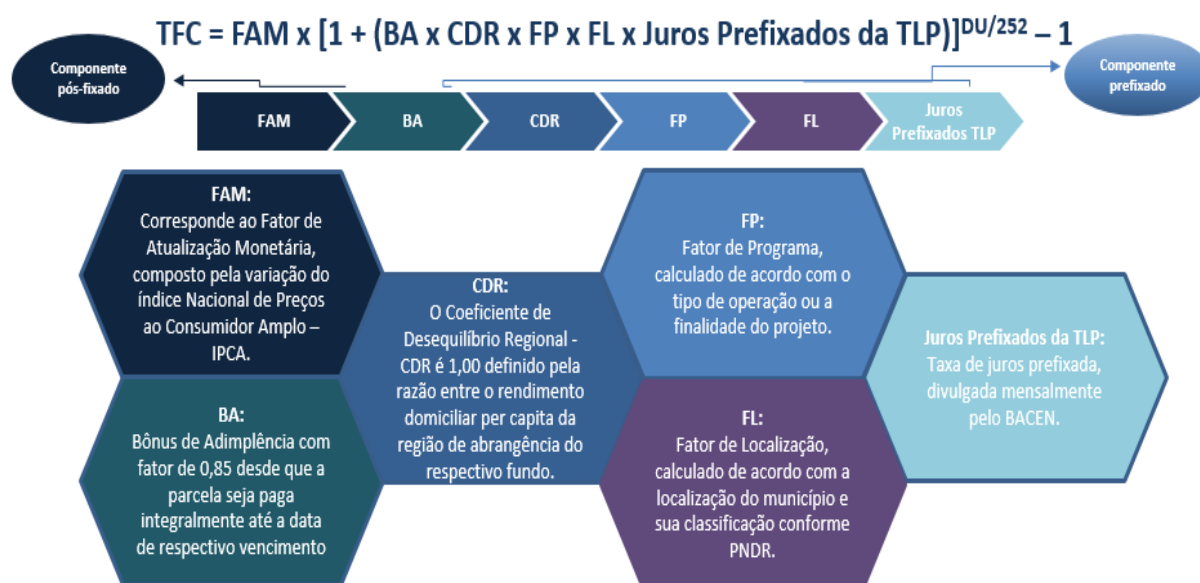 TFC = FAM x [1 + (BA x CDR x FP x FL x Juros Prefixados da TLP)]^DU/252 – 1
Componente
pós-fixado
Componente
prefixado
FAM
BA
CDR
FP
FL
Juros
Prefixados TLP
FAM:
Corresponde ao Fator de
Atualização Monetária,
composto pela variação do
índice Nacional de Preços
ao Consumidor Amplo –
IPCA.
BA:
Bônus de Adimplência com
fator de 0,85 desde que a
parcela seja paga
integralmente até a data
de respectivo vencimento
CDR:
O Coeficiente de
Desequilíbrio Regional -
CDR é 1,00 definido pela
razão entre o rendimento
domiciliar per capita da
região de abrangência do
respectivo fundo.
FP:
Fator de Programa,
calculado de acordo com o
tipo de operação ou a
finalidade do projeto.
FL:
Fator de Localização,
calculado de acordo com a
localização do município e
sua classificação conforme
PNDR.
Juros Prefixados da TLP:
Taxa de juros prefixada,
divulgada mensalmente
pelo BACEN.